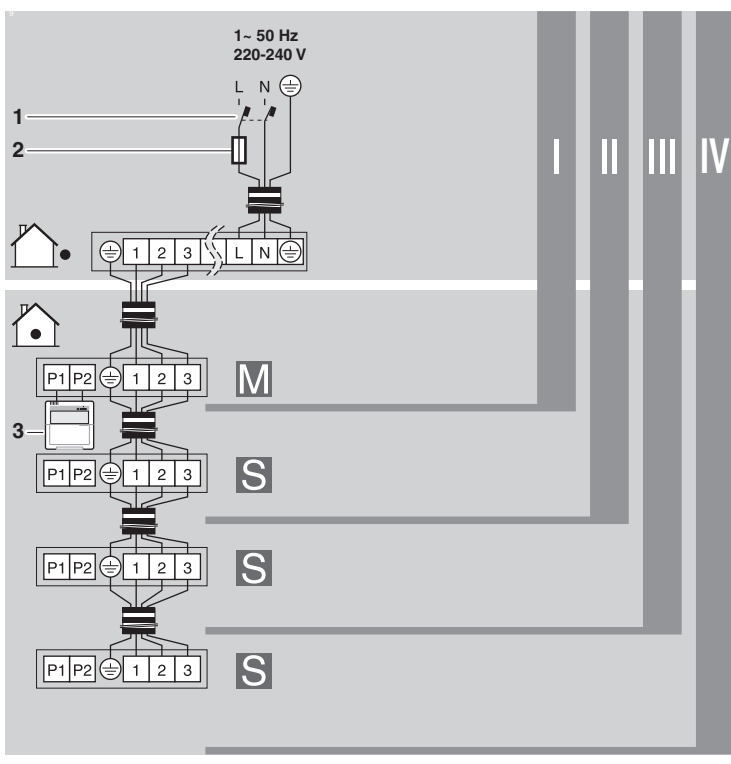 1~ 50 Hz
220-240 V
L N
1
2
I II III IV
1 2 3 L N
P1 P2 1 2 3
M
3
P1 P2 1 2 3
S
P1 P2 1 2 3
S
P1 P2 1 2 3
S